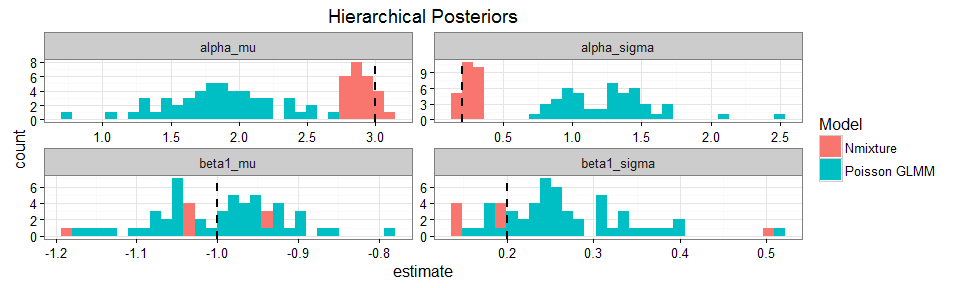 Hierarchical Posteriors
alpha_mu
alpha_sigma
8
6
4
2
0
9
6
3
0
1.0 1.5 2.0 2.5 3.0
0.5 1.0 1.5 2.0 2.5
count
beta1_mu
beta1_sigma
6
4
2
0
6
4
2
0
-1.2 -1.1 -1.0 -0.9 -0.8
0.2 0.3 0.4 0.5
estimate
Model
Nmixture
Poisson GLMM